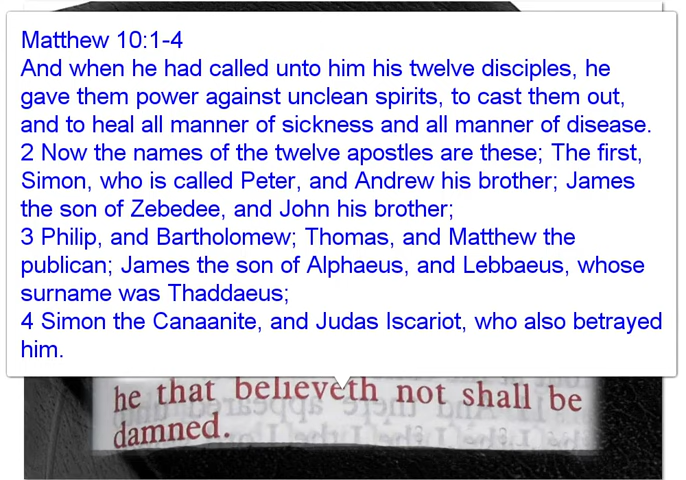 Matthew 10:1-4
And when he had called unto him his twelve disciples, he
gave them power against unclean spirits, to cast them out,
and to heal all manner of sickness and all manner of disease.
2 Now the names of the twelve apostles are these; The first,
Simon, who is called Peter, and Andrew his brother; James
the son of Zebedee, and John his brother;
3 Philip, and Bartholomew; Thomas, and Matthew the
publican; James the son of Alphaeus, and Lebbaeus, whose
surname was Thaddaeus;
4 Simon the Canaanite, and Judas Iscariot, who also betrayed
him.
he that believeth not shall be
damned.